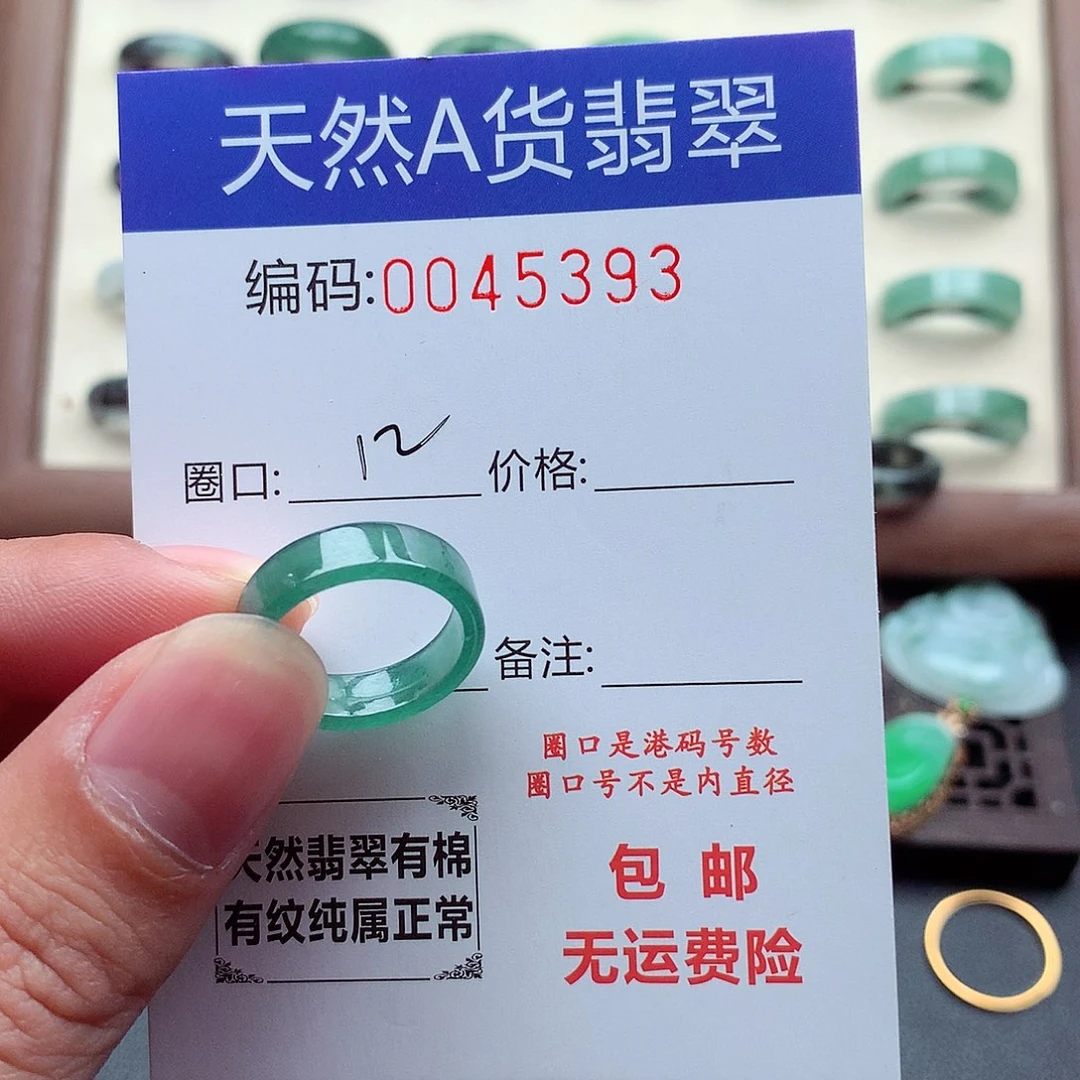 天然A货翡翠
编码:0045393
圈口: 12 价格:
备注:
圈口是港码号数
圈口号不是内直径
天然翡翠有棉
有纹纯属正常
包邮
无运费险